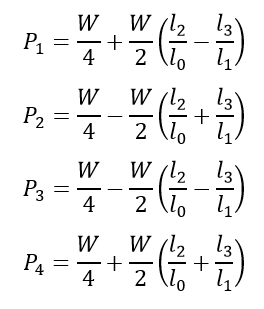 P₁ = W/4 + W/2 (l₂/l₀ − l₃/l₁)
P₂ = W/4 − W/2 (l₂/l₀ + l₃/l₁)
P₃ = W/4 − W/2 (l₂/l₀ − l₃/l₁)
P₄ = W/4 + W/2 (l₂/l₀ + l₃/l₁)